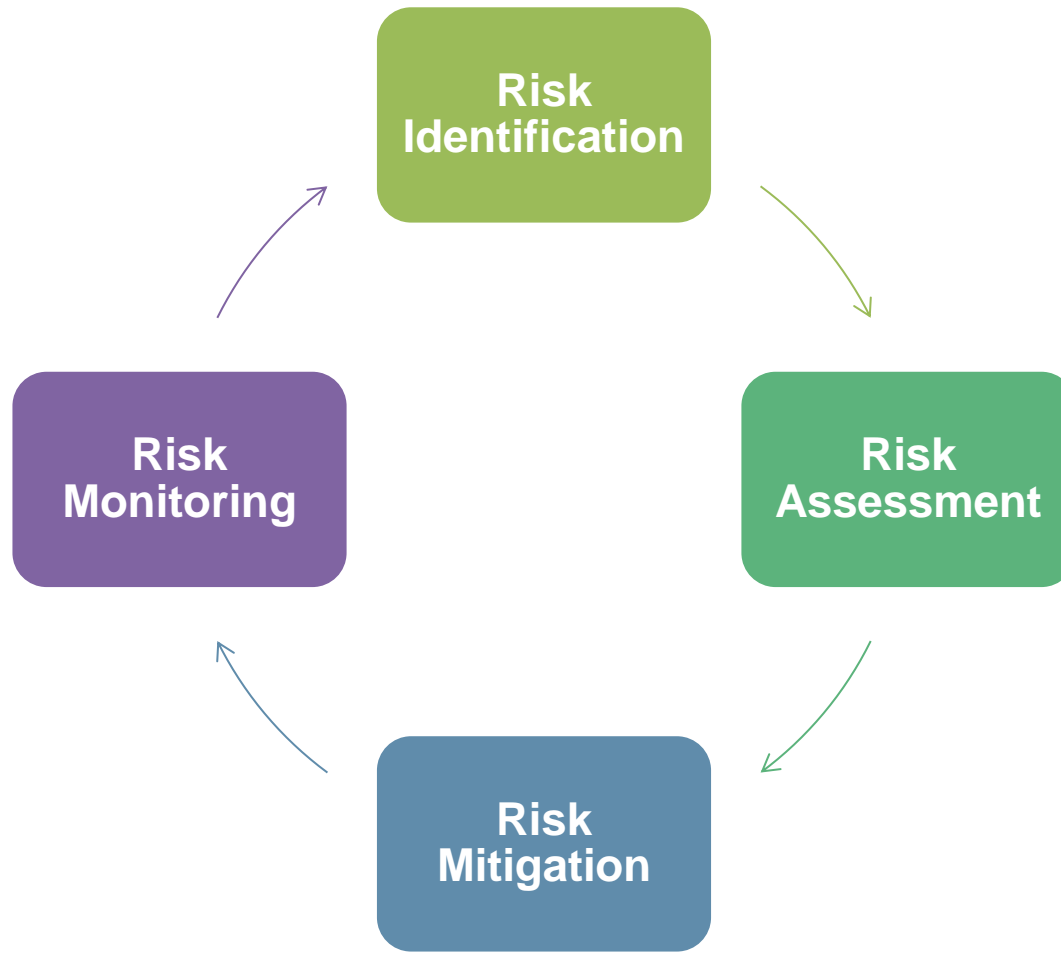 Risk
Identification
Risk
Monitoring
Risk
Assessment
Risk
Mitigation